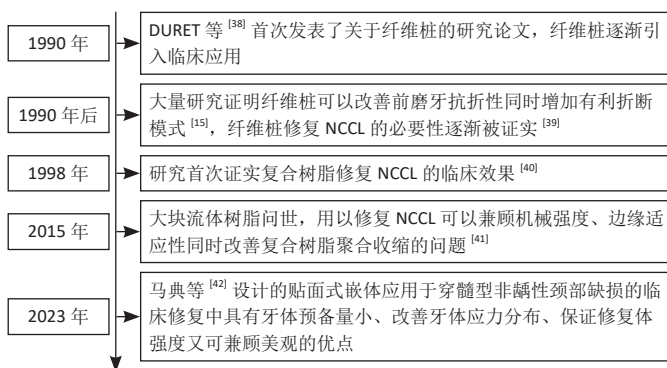 1990 年
DURET 等 [38] 首次发表了关于纤维桩的研究论文，纤维桩逐渐引
入临床应用
1990 年后
大量研究证明纤维桩可以改善前磨牙抗折性同时增加有利折断
模式 [15]，纤维桩修复 NCCL 的必要性逐渐被证实 [39]
1998 年
研究首次证实复合树脂修复 NCCL 的临床效果 [40]
2015 年
大块流体树脂问世，用以修复 NCCL 可以兼顾机械强度、边缘适
应性同时改善复合树脂聚合收缩的问题 [41]
2023 年
马典等 [42] 设计的贴面式嵌体应用于穿髓型非龋性颈部缺损的临
床修复中具有牙体预备量小、改善牙体应力分布、保证修复体
强度又可兼顾美观的优点